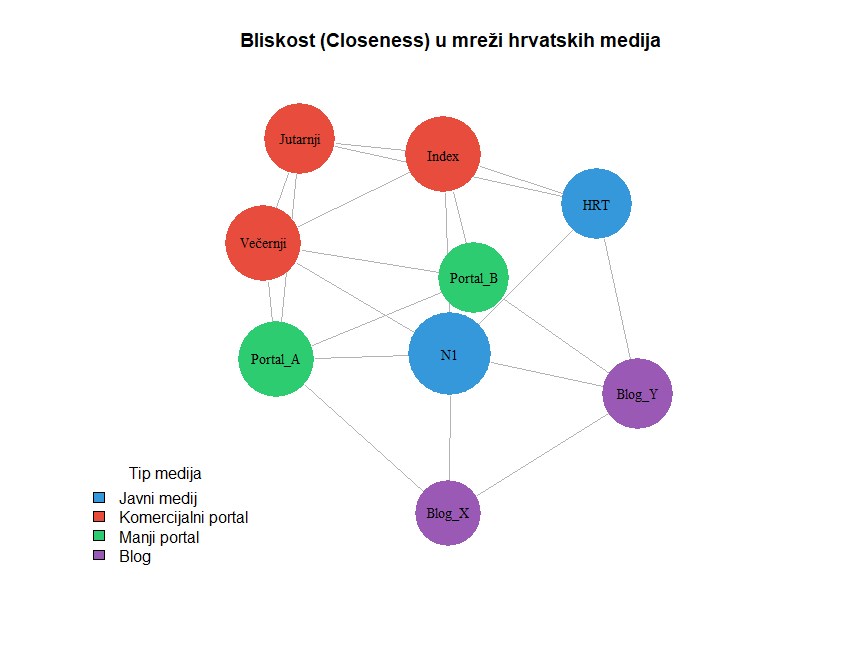 Bliskost (Closeness) u mreži hrvatskih medija
Jutarnji
Index
HRT
Večernji
Portal_B
Portal_A
N1
Blog_Y
Blog_X
Tip medija
Javni medij
Komercijalni portal
Manji portal
Blog